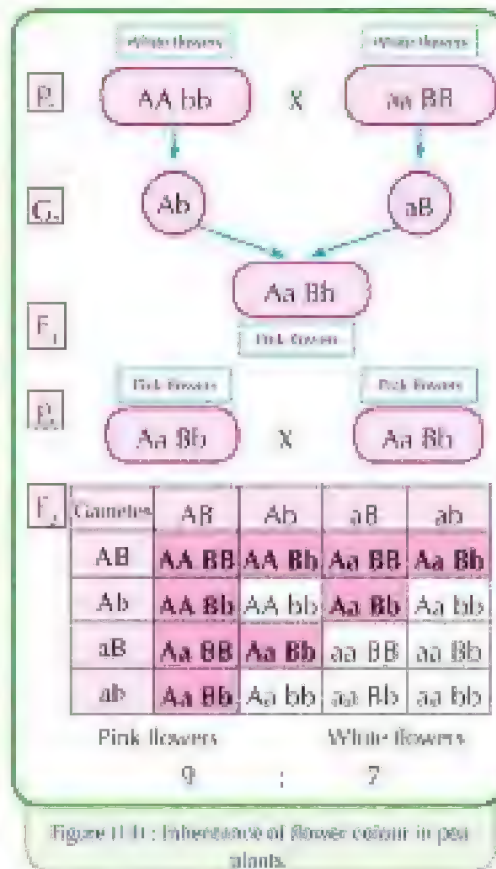 White flowers White flowers
P. AA bb X aa BB
G. Ab aB
Aa Bb
F1
Pink flowers
Pink flowers Pink flowers
P. Aa Bb X Aa Bb
F2 Gametes AB Ab aB ab
AB AA BB AA Bb Aa BB Aa Bb
Ab AA Bb AA bb Aa Bb Aa bb
aB Aa BB Aa Bb aa BB aa Bb
ab Aa Bb Aa bb aa Bb aa bb
Pink flowers White flowers
9 : 7
Figure : Inheritance of flower colour in pea
plants.